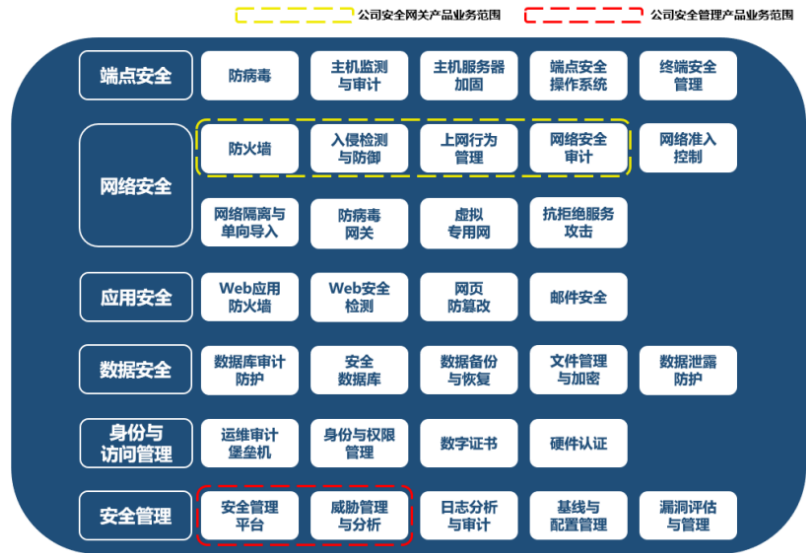 公司安全网关产品业务范围
公司安全管理产品业务范围
端点安全
防病毒
主机监测
与审计
主机服务器
加固
端点安全
操作系统
终端安全
管理
网络安全
防火墙
入侵检测
与防御
上网行为
管理
网络安全
审计
网络准入
控制
网络隔离与
单向导入
防病毒
网关
虚拟
专用网
抗拒绝服务
攻击
应用安全
Web应用
防火墙
Web安全
检测
网页
防篡改
邮件安全
数据安全
数据库审计
防护
安全
数据库
数据备份
与恢复
文件管理
与加密
数据泄露
防护
身份与
访问管理
运维审计
堡垒机
身份与权限
管理
数字证书
硬件认证
安全管理
安全管理
平台
威胁管理
与分析
日志分析
与审计
基线与
配置管理
漏洞评估
与管理